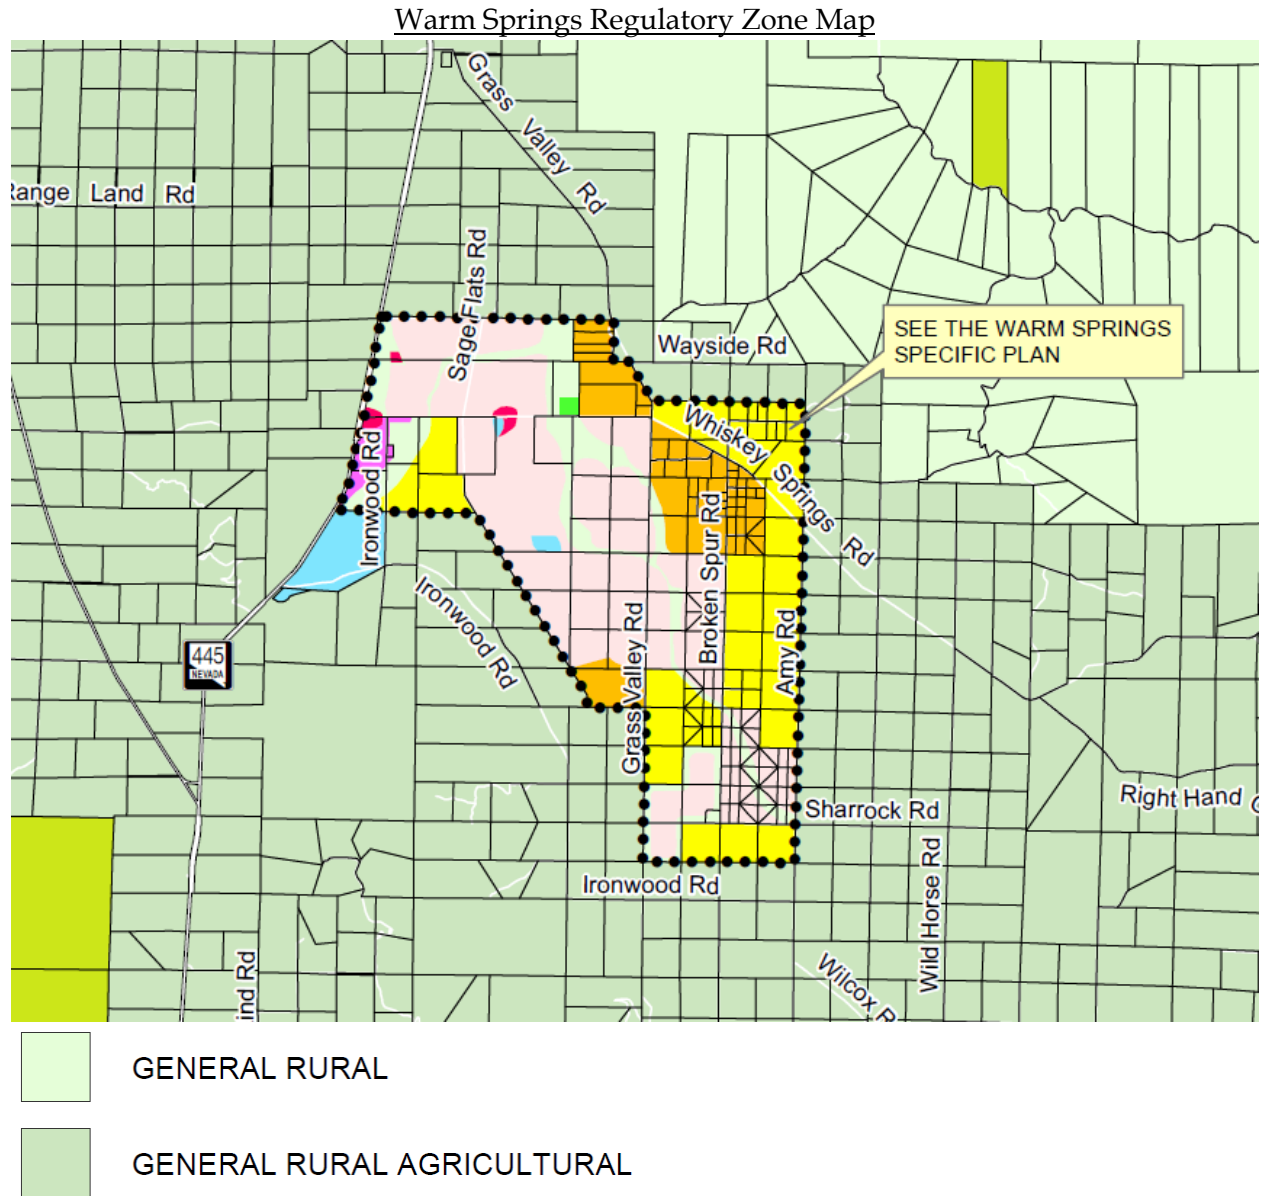 Warm Springs Regulatory Zone Map
Grass Valley Rd
Range Land Rd
Sage Flats Rd
SEE THE WARM SPRINGS
SPECIFIC PLAN
Wayside Rd
Whiskey Springs Rd
Ironwood Rd
Broken Spur Rd
Ironwood Rd
Grass Valley Rd
Amy Rd
445
NEVADA
Right Hand
Sharrock Rd
Ironwood Rd
Wild Horse Rd
ind Rd
Wilcox R
GENERAL RURAL
GENERAL RURAL AGRICULTURAL